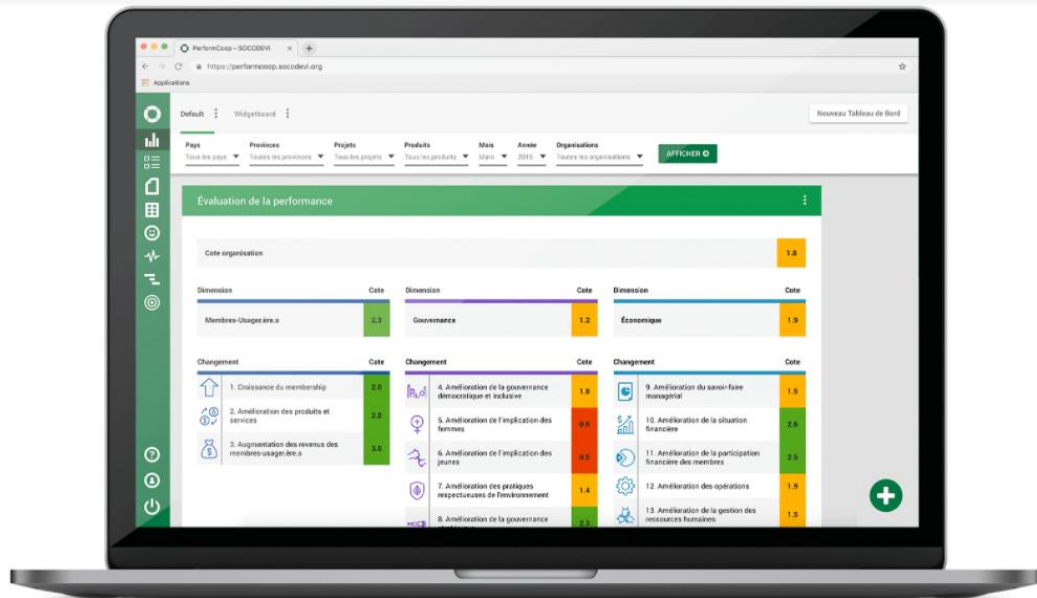 PerformCoop – SOCODEVI
https://performcoop.socodevi.org
Applications
Default
Widgetboard
Nouveau Tableau de Bord
Pays
Provinces
Projets
Produits
Mois
Année
Organisations
Tous les pays
Toutes les provinces
Tous les projets
Tous les produits
Mars
2015
Toutes les organisations
AFFICHER
Évaluation de la performance
Cote organisation
1.8
Dimension
Cote
Membres-Usager.ère.s
2.3
Changement
Cote
1. Croissance du membership
2.0
2. Amélioration des produits et
services
2.0
3. Augmentation des revenus des
membres-usager.ère.s
3.0
Dimension
Cote
Gouvernance
1.2
Changement
Cote
4. Amélioration de la gouvernance
démocratique et inclusive
1.8
5. Amélioration de l'implication des
femmes
0.0
6. Amélioration de l'implication des
jeunes
0.5
7. Amélioration des pratiques
respectueuses de l'environnement
1.4
8. Amélioration de la gouvernance
2.3
Dimension
Cote
Économique
1.9
Changement
Cote
9. Amélioration du savoir-faire
managérial
1.5
10. Amélioration de la situation
financière
2.6
11. Amélioration de la participation
financière des membres
2.5
12. Amélioration des opérations
1.9
13. Amélioration de la gestion des
ressources humaines
1.5